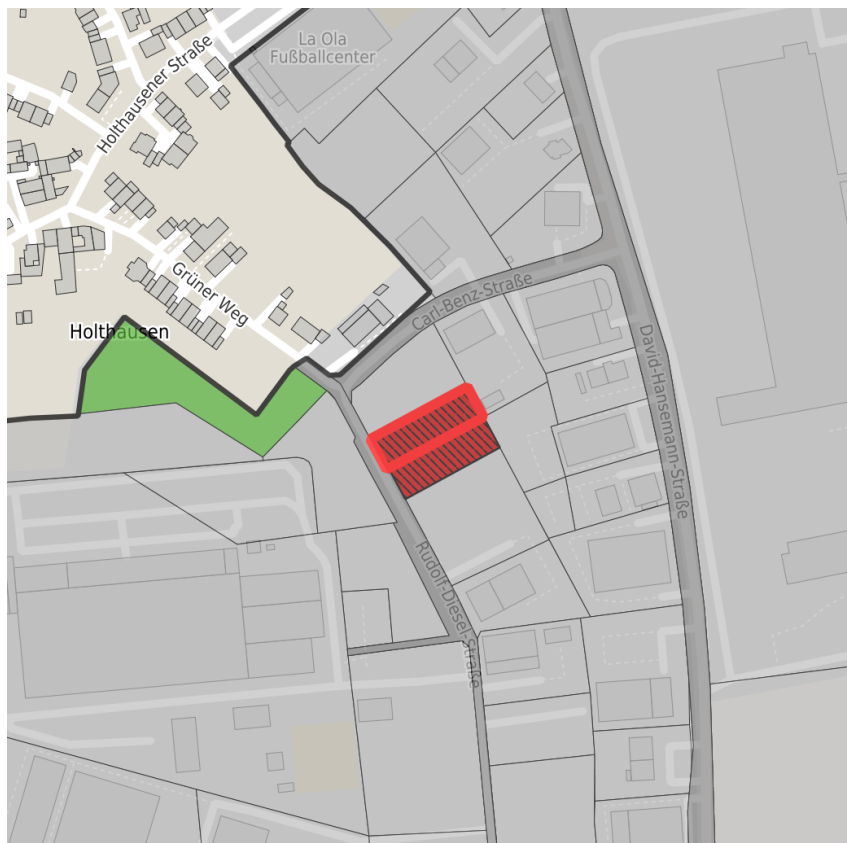 La Ola
Fußballcenter
Holthausener Straße
Grüner Weg
Carl-Benz-Straße
Holthausen
David-Hansemann-Straße
Rudolf-Diesel-Straße